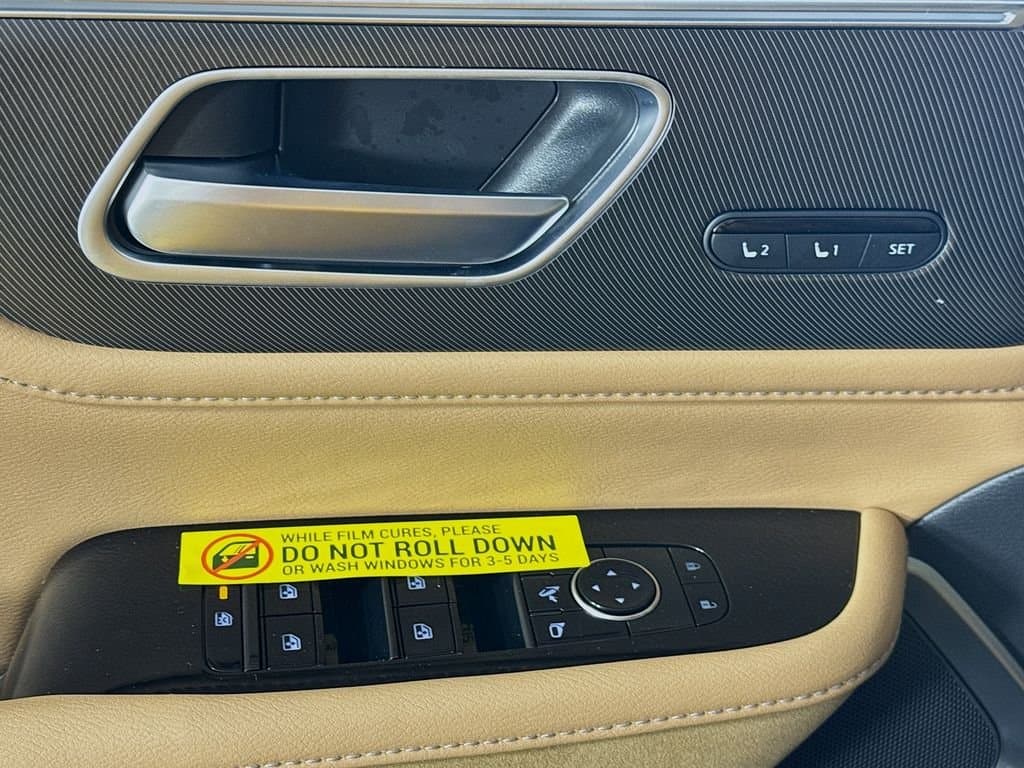 2 1 SET
WHILE FILM CURES, PLEASE
DO NOT ROLL DOWN
OR WASH WINDOWS FOR 3-5 DAYS